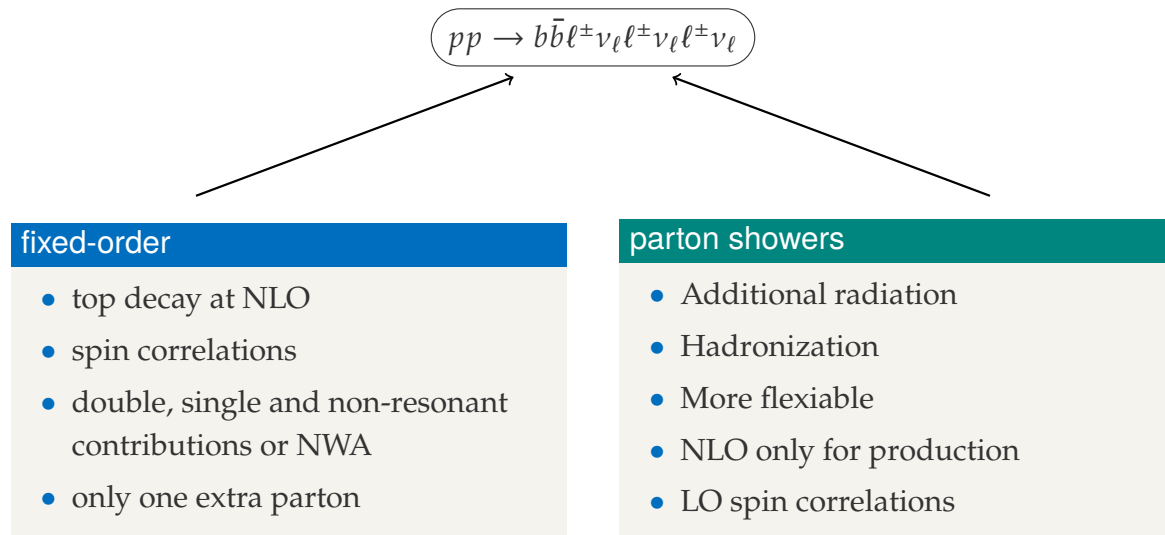 pp → bb̄ℓ±νℓℓ±νℓℓ±νℓ
fixed-order
• top decay at NLO
• spin correlations
• double, single and non-resonant
contributions or NWA
• only one extra parton
parton showers
• Additional radiation
• Hadronization
• More flexiable
• NLO only for production
• LO spin correlations